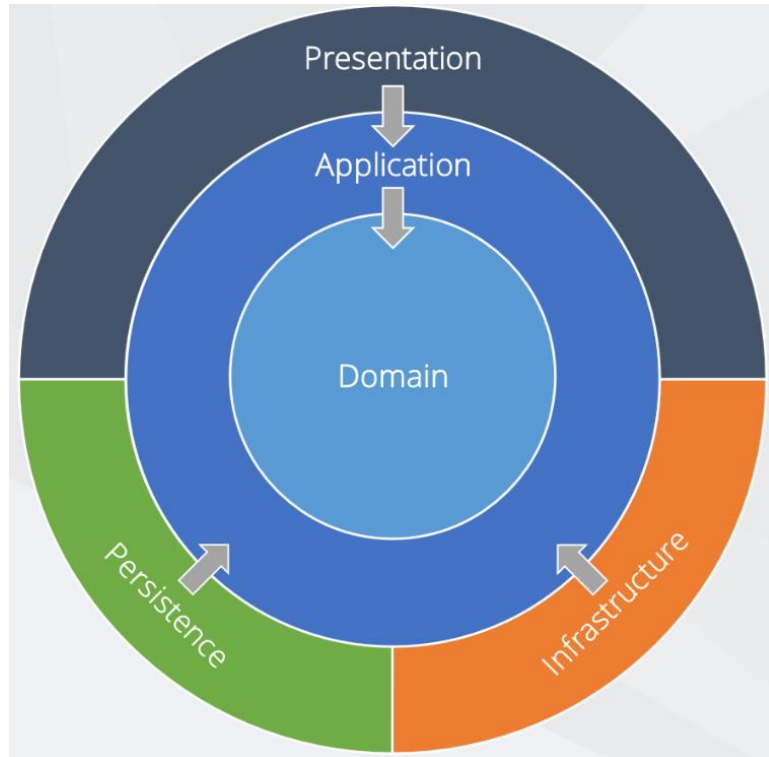 Presentation
Application
Domain
Persistence
Infrastructure